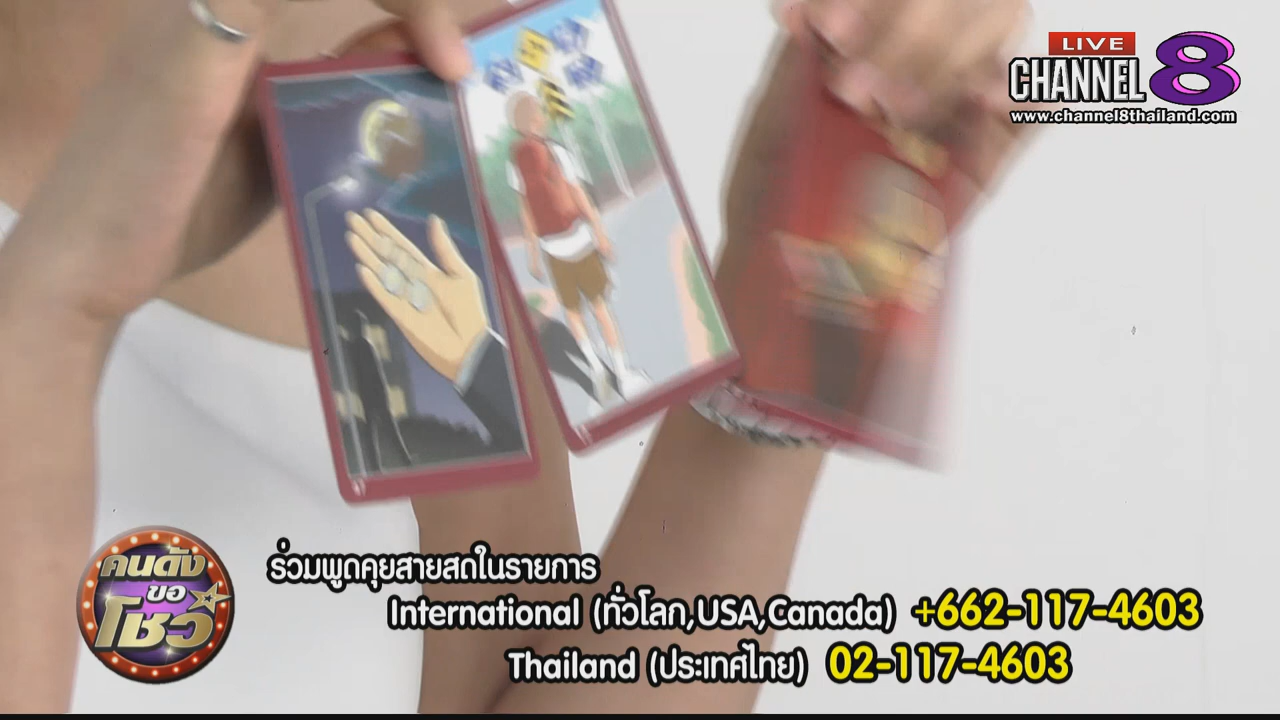 LIVE
CHANNEL 8
www.channel8thailand.com
คนดัง
ขอ
โชว์
ร่วมพูดคุยสายสดในรายการ
International (ทั่วโลก,USA,Canada) +662-117-4603
Thailand (ประเทศไทย) 02-117-4603